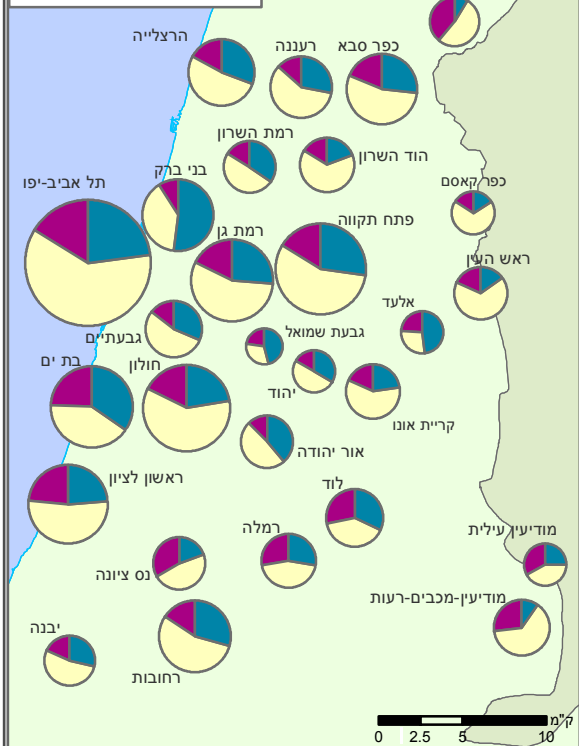 הרצלייה
רעננה
כפר סבא
רמת השרון
הוד השרון
בני ברק
כפר קאסם
תל אביב-יפו
פתח תקווה
רמת גן
ראש העין
אלעד
גבעת שמואל
גבעתיים
בת ים
חולון
יהוד
קריית אונו
אור יהודה
ראשון לציון
לוד
רמלה
מודיעין עילית
נס ציונה
מודיעין-מכבים-רעות
יבנה
רחובות
ק"מ
0 2.5 5 10